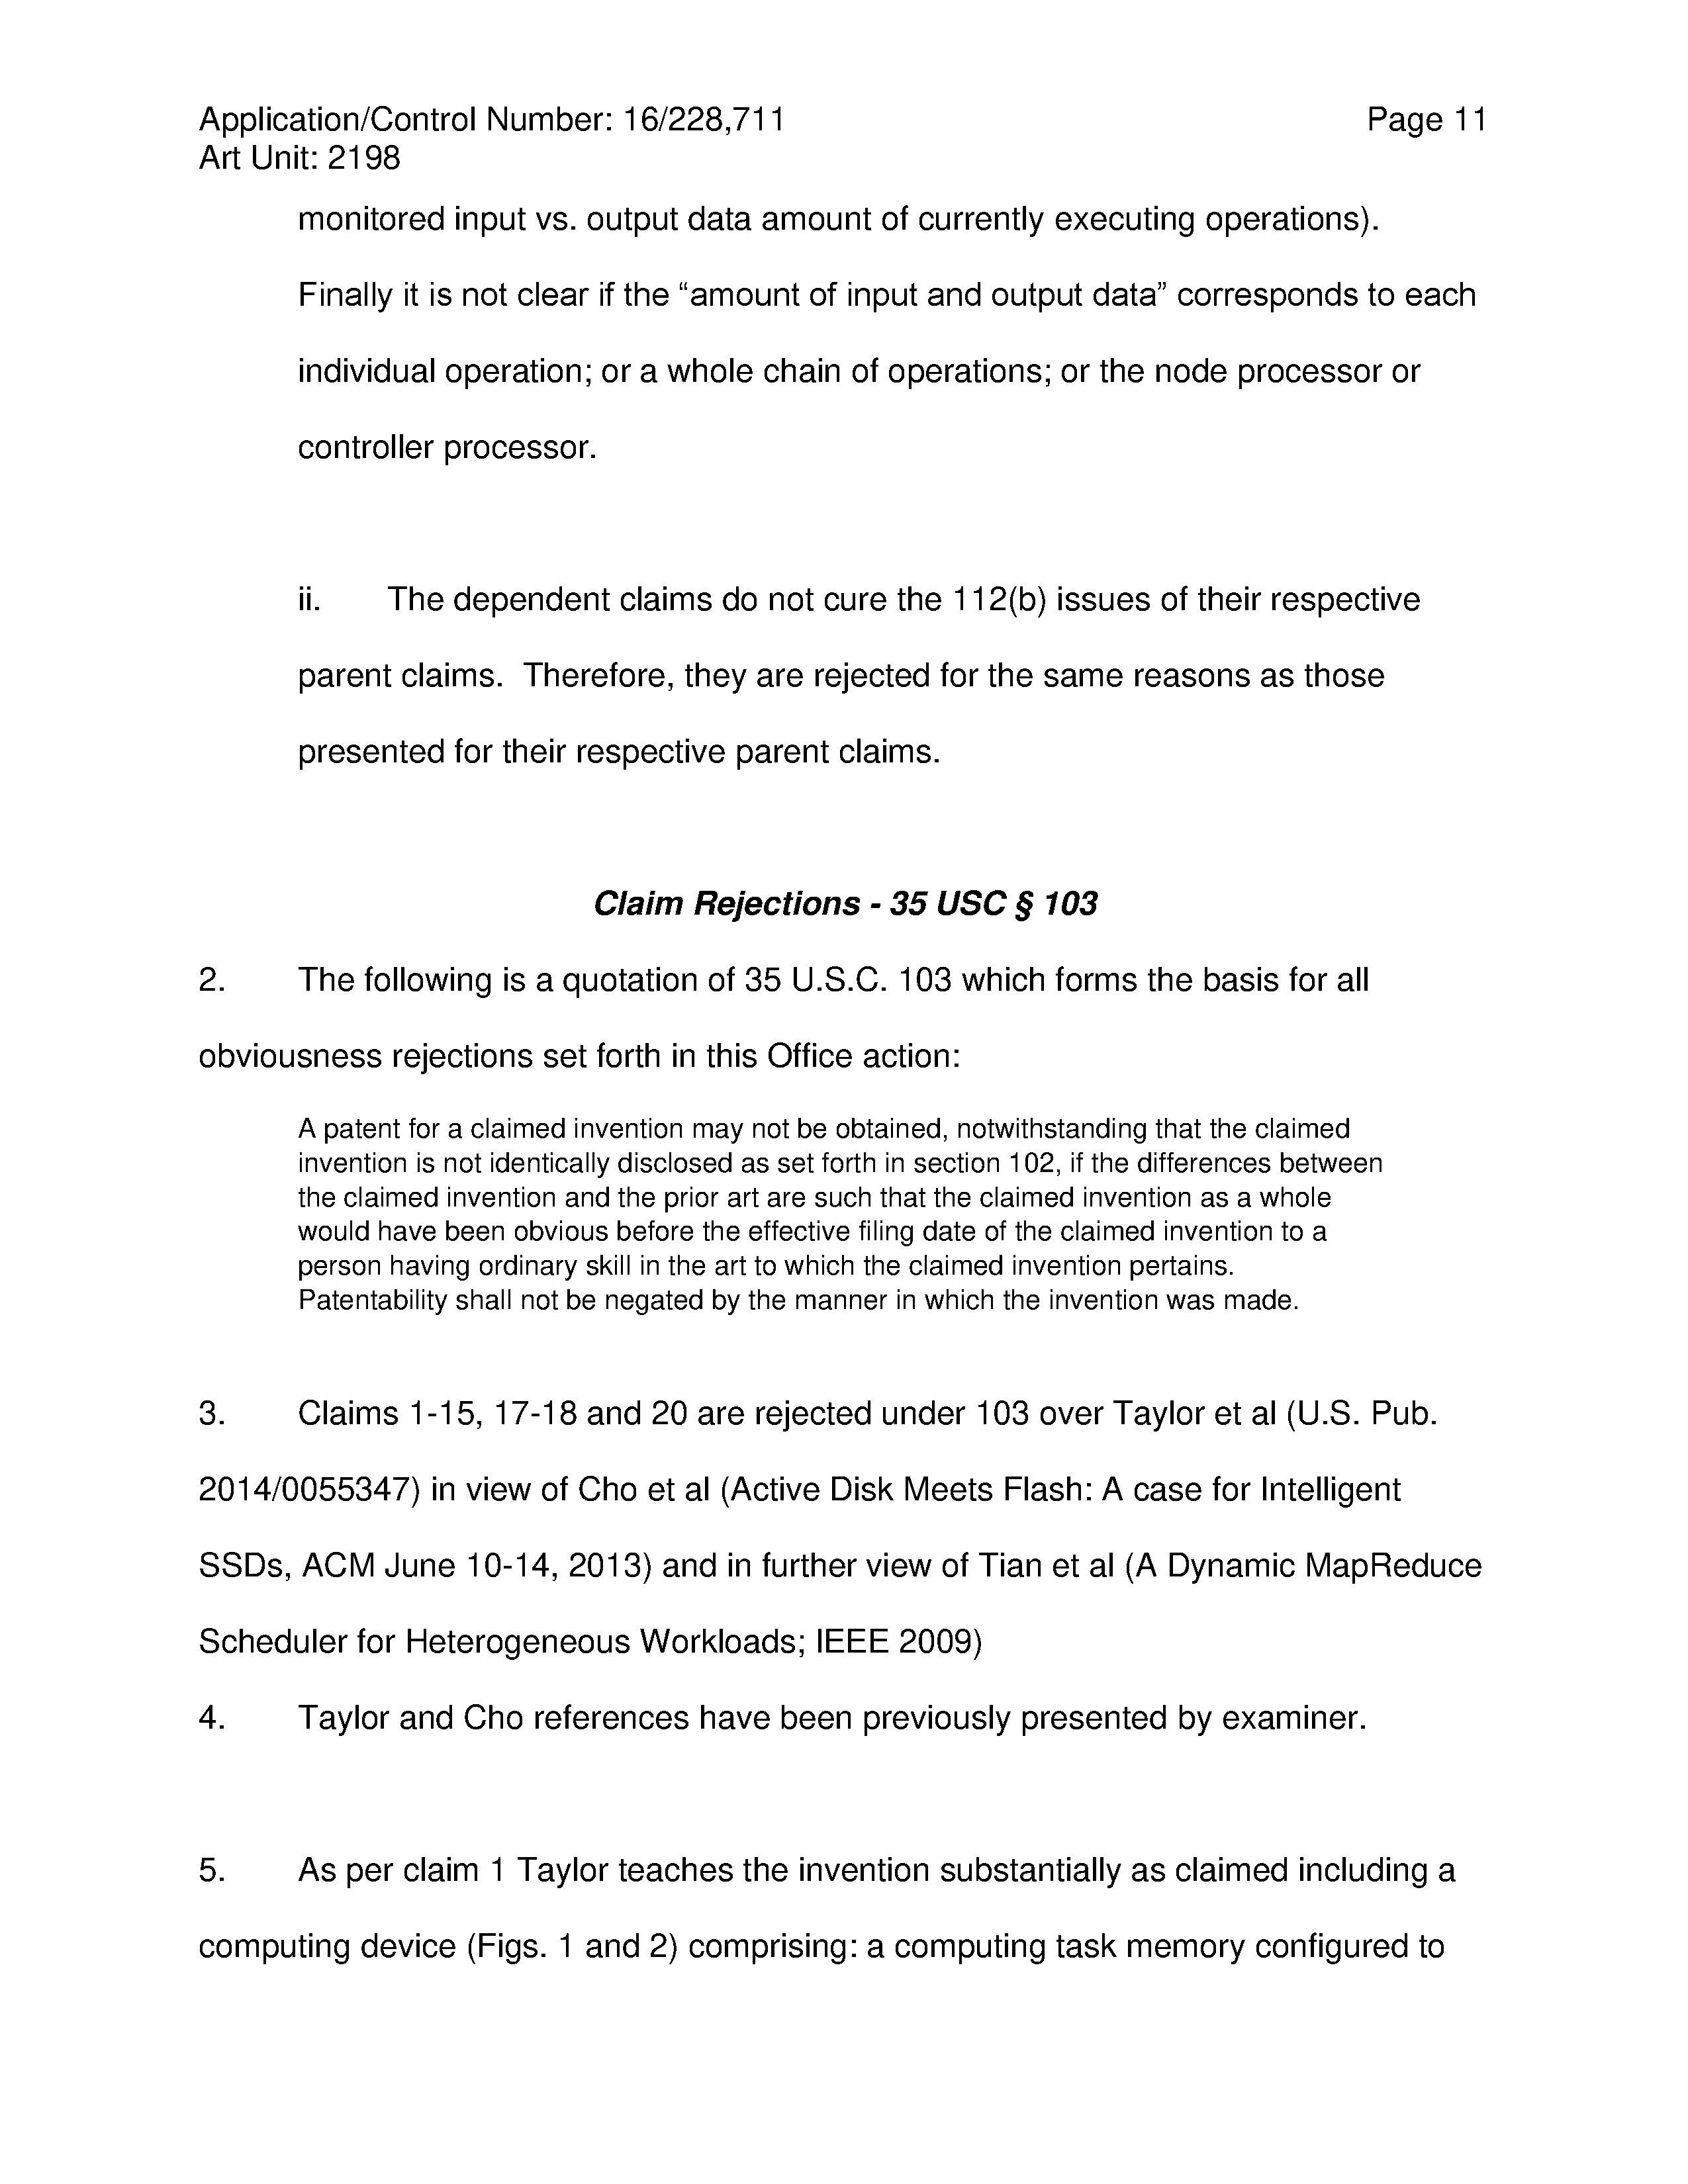 Application/Control Number: 16/228,711 Page 11
Art Unit: 2198
monitored input vs. output data amount of currently executing operations).
Finally it is not clear if the “amount of input and output data” corresponds to each
individual operation; or a whole chain of operations; or the node processor or
controller processor.
ii. The dependent claims do not cure the 112(b) issues of their respective
parent claims.  Therefore, they are rejected for the same reasons as those
presented for their respective parent claims.
Claim Rejections - 35 USC § 103
2. The following is a quotation of 35 U.S.C. 103 which forms the basis for all
obviousness rejections set forth in this Office action:
A patent for a claimed invention may not be obtained, notwithstanding that the claimed
invention is not identically disclosed as set forth in section 102, if the differences between
the claimed invention and the prior art are such that the claimed invention as a whole
would have been obvious before the effective filing date of the claimed invention to a
person having ordinary skill in the art to which the claimed invention pertains.
Patentability shall not be negated by the manner in which the invention was made.
3. Claims 1-15, 17-18 and 20 are rejected under 103 over Taylor et al (U.S. Pub.
2014/0055347) in view of Cho et al (Active Disk Meets Flash: A case for Intelligent
SSDs, ACM June 10-14, 2013) and in further view of Tian et al (A Dynamic MapReduce
Scheduler for Heterogeneous Workloads; IEEE 2009)
4. Taylor and Cho references have been previously presented by examiner.
5. As per claim 1 Taylor teaches the invention substantially as claimed including a
computing device (Figs. 1 and 2) comprising: a computing task memory configured to